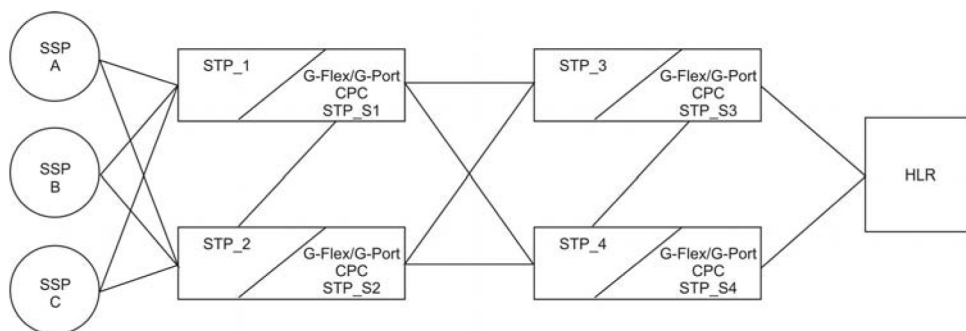 SSP
A
SSP
B
SSP
C
STP_1
G-Flex/G-Port
CPC
STP_S1
STP_2
G-Flex/G-Port
CPC
STP_S2
STP_3
G-Flex/G-Port
CPC
STP_S3
STP_4
G-Flex/G-Port
CPC
STP_S4
HLR